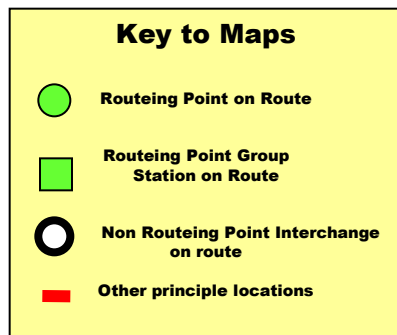 Key to Maps
Routeing Point on Route
Routeing Point Group
Station on Route
Non Routeing Point Interchange
on route
Other principle locations